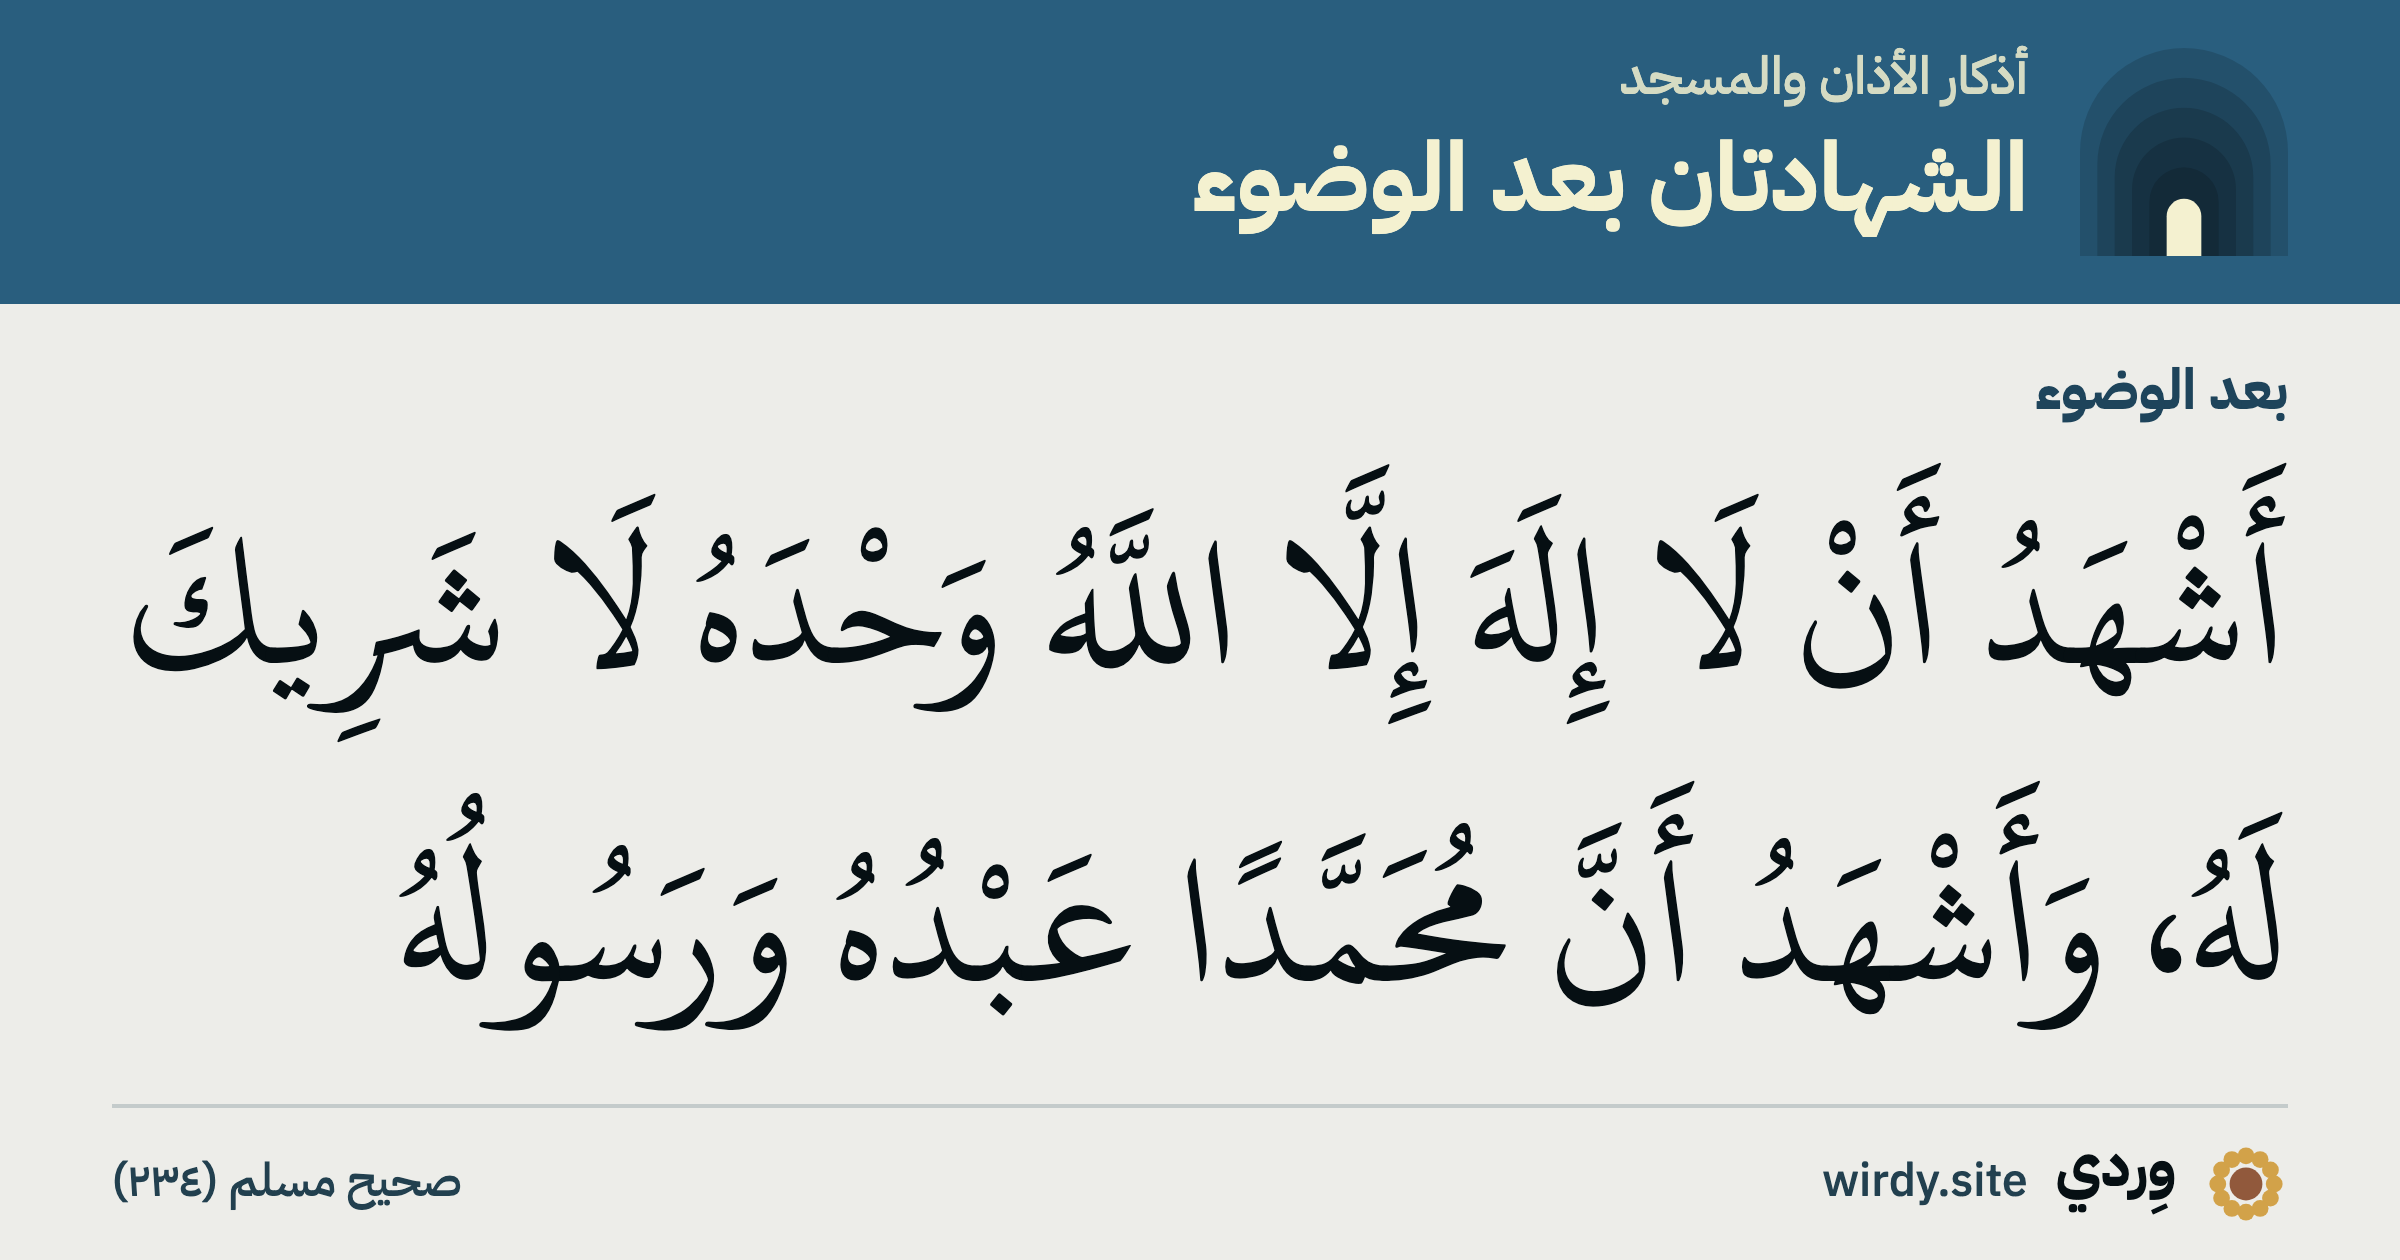 أذكار الأذان والمسجد
الشهادتان بعد الوضوء
بعد الوضوء
أَشْهَدُ أَنْ لَا إِلَهَ إِلَّا اللَّهُ وَحْدَهُ لَا شَرِيكَ
لَهُ، وَأَشْهَدُ أَنَّ مُحَمَّدًا عَبْدُهُ وَرَسُولُهُ
وِردي wirdy.site
صحيح مسلم (٢٣٤)